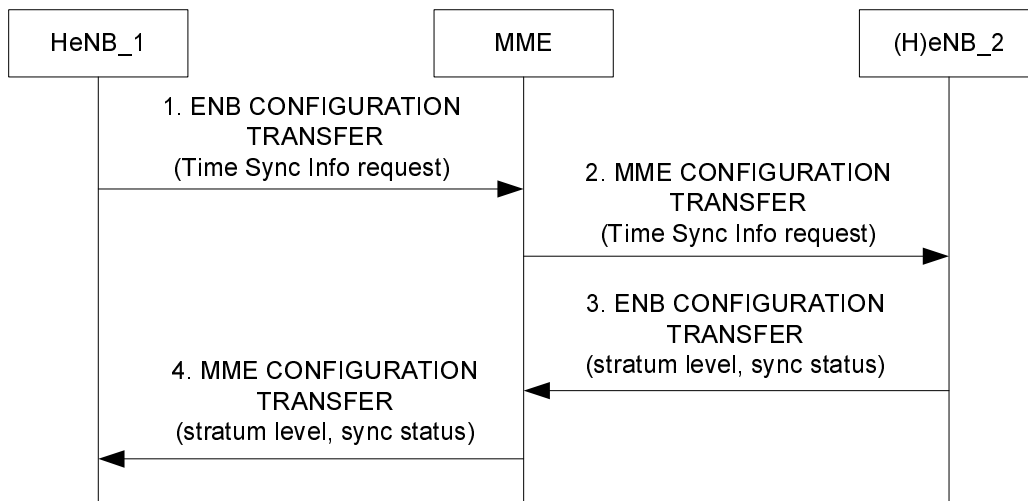 HeNB_1
MME
(H)eNB_2
1. ENB CONFIGURATION
TRANSFER
(Time Sync Info request)
2. MME CONFIGURATION
TRANSFER
(Time Sync Info request)
3. ENB CONFIGURATION
TRANSFER
(stratum level, sync status)
4. MME CONFIGURATION
TRANSFER
(stratum level, sync status)